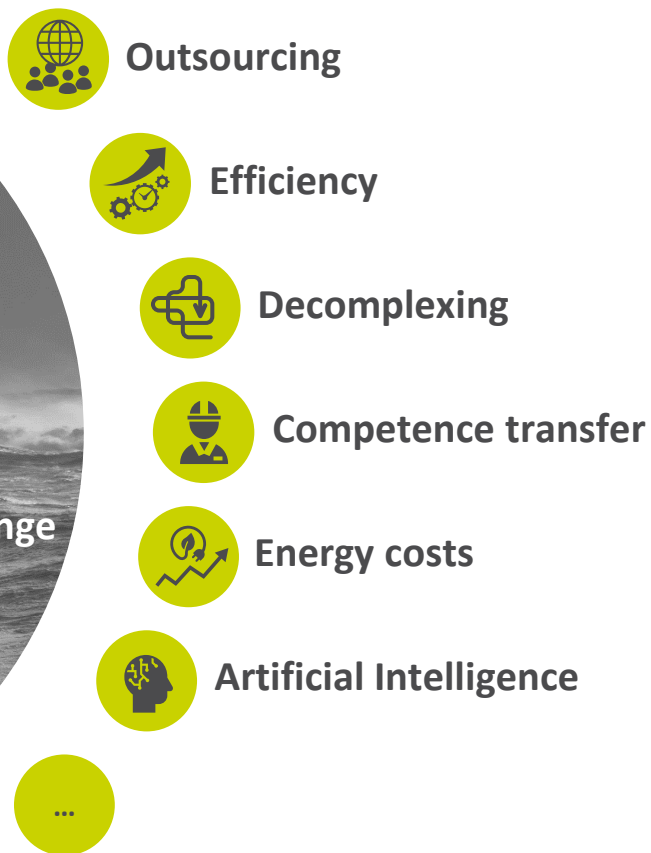 Outsourcing
Efficiency
Decomplexing
Competence transfer
nge
Energy costs
Artificial Intelligence
...